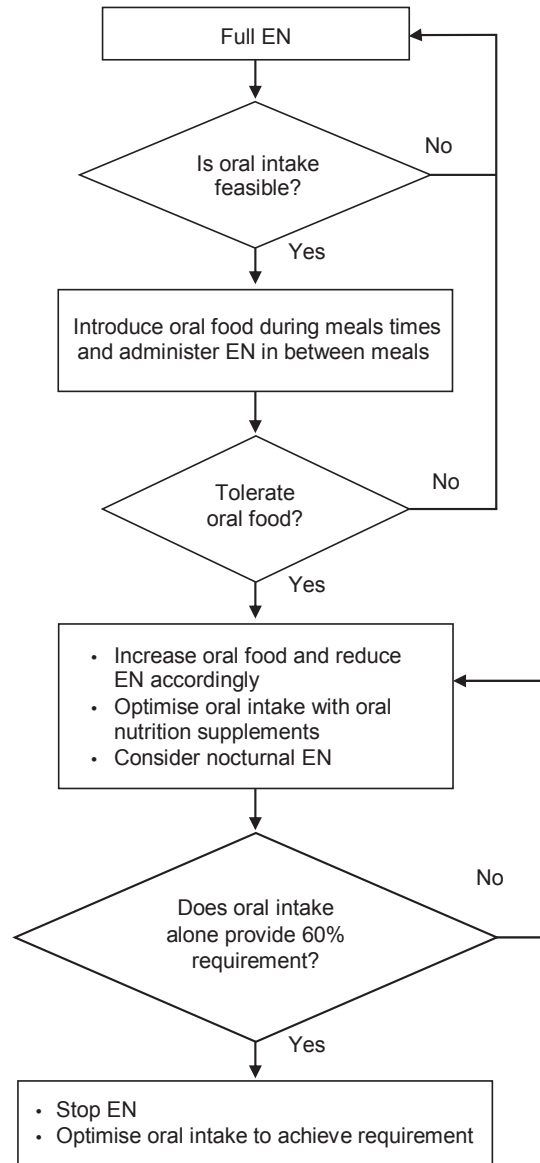 Full EN
Is oral intake
feasible?
No
Yes
Introduce oral food during meals times
and administer EN in between meals
Tolerate
oral food?
No
Yes
• Increase oral food and reduce
EN accordingly
• Optimise oral intake with oral
nutrition supplements
• Consider nocturnal EN
Does oral intake
alone provide 60%
requirement?
No
Yes
• Stop EN
• Optimise oral intake to achieve requirement